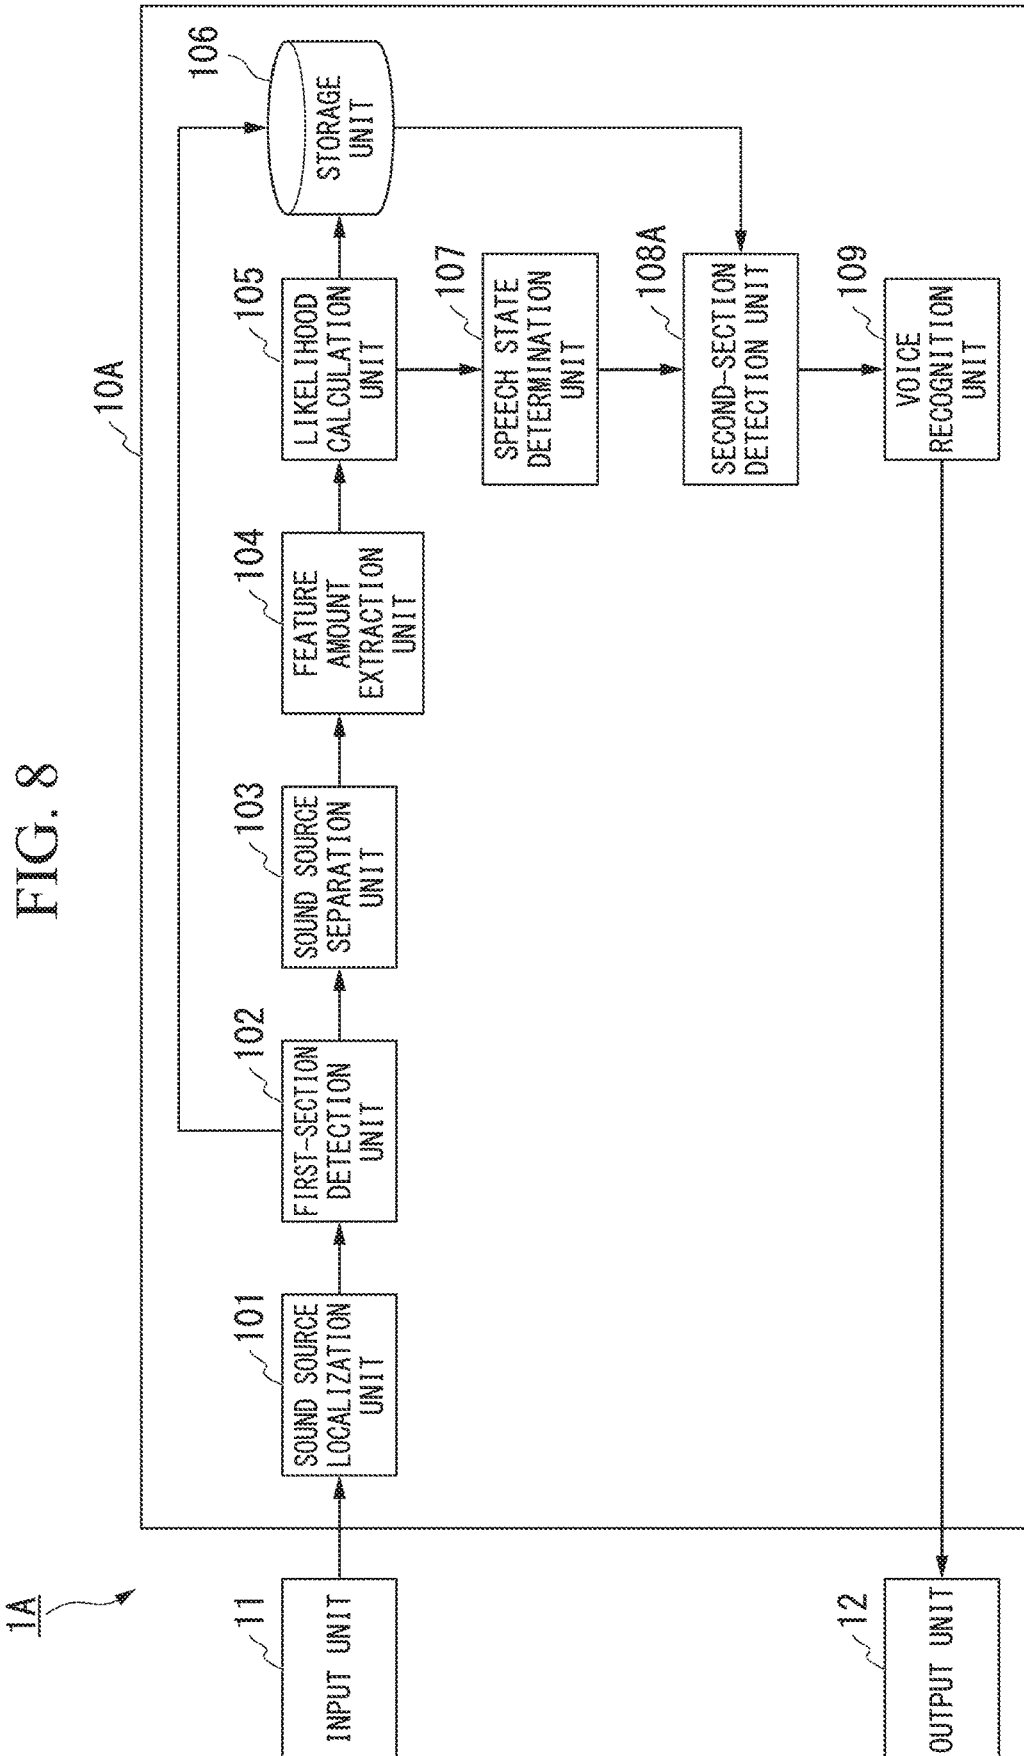 FIG. 8
1A
10A
11
INPUT UNIT
101
SOUND SOURCE
LOCALIZATION
UNIT
102
FIRST-SECTION
DETECTION
UNIT
103
SOUND SOURCE
SEPARATION
UNIT
104
FEATURE
AMOUNT
EXTRACTION
UNIT
105
LIKELIHOOD
CALCULATION
UNIT
106
STORAGE
UNIT
107
SPEECH STATE
DETERMINATION
UNIT
108A
SECOND-SECTION
DETECTION UNIT
109
VOICE
RECOGNITION
UNIT
12
OUTPUT UNIT